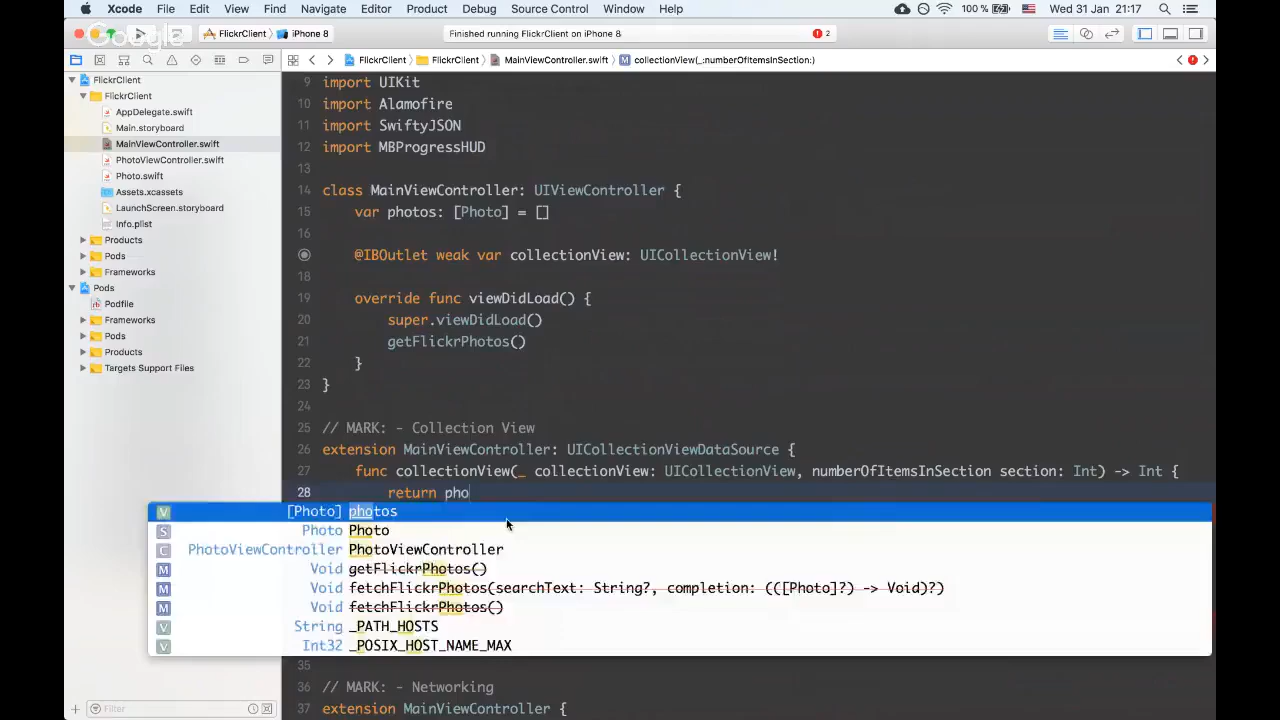 Xcode File Edit View Find Navigate Editor Product Debug Source Control Window Help 100 % Wed 31 Jan 21:17
Google
FlickrClient iPhone 8 Finished running FlickrClient on iPhone 8 2
FlickrClient FlickrClient MainViewController.swift collectionView(_:numberOfItemsInSection:)
FlickrClient
FlickrClient
AppDelegate.swift
Main.storyboard
MainViewController.swift
PhotoViewController.swift
Photo.swift
Assets.xcassets
LaunchScreen.storyboard
Info.plist
Products
Pods
Frameworks
Pods
Podfile
Frameworks
Pods
Products
Targets Support Files
Filter
9 import UIKit
10 import Alamofire
11 import SwiftyJSON
12 import MBProgressHUD
13
14 class MainViewController: UIViewController {
15 var photos: [Photo] = []
16
@IBOutlet weak var collectionView: UICollectionView!
18
19 override func viewDidLoad() {
20 super.viewDidLoad()
21 getFlickrPhotos()
22 }
23 }
24
25 // MARK: - Collection View
26 extension MainViewController: UICollectionViewDataSource {
27 func collectionView(_ collectionView: UICollectionView, numberOfItemsInSection section: Int) -> Int {
28 return pho
V [Photo] photos
S Photo Photo
C PhotoViewController PhotoViewController
M Void getFlickrPhotos()
M Void fetchFlickrPhotos(searchText: String?, completion: (([Photo]?) -> Void)?)
M Void fetchFlickrPhotos()
V String _PATH_HOSTS
V Int32 _POSIX_HOST_NAME_MAX
35
36 // MARK: - Networking
37 extension MainViewController {